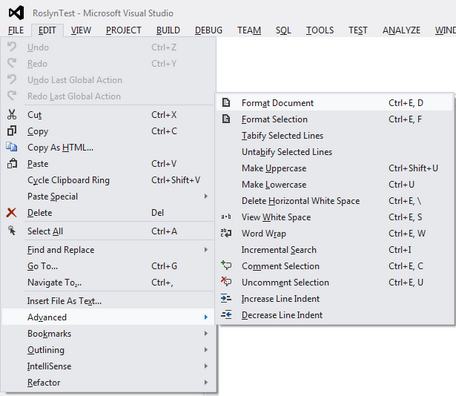 RoslynTest - Microsoft Visual Studio
FILE EDIT VIEW PROJECT BUILD DEBUG TEAM SQL TOOLS TEST ANALYZE WIND
Undo Ctrl+Z
Redo Ctrl+Y
Undo Last Global Action
Redo Last Global Action
Cut Ctrl+X
Copy Ctrl+C
Copy As HTML...
Paste Ctrl+V
Cycle Clipboard Ring Ctrl+Shift+V
Paste Special
Delete Del
Select All Ctrl+A
Find and Replace
Go To... Ctrl+G
Navigate To... Ctrl+,
Insert File As Text...
Advanced
Bookmarks
Outlining
IntelliSense
Refactor
Format Document Ctrl+E, D
Format Selection Ctrl+E, F
Tabify Selected Lines
Untabify Selected Lines
Make Uppercase Ctrl+Shift+U
Make Lowercase Ctrl+U
Delete Horizontal White Space Ctrl+E, \
View White Space Ctrl+E, S
Word Wrap Ctrl+E, W
Incremental Search Ctrl+I
Comment Selection Ctrl+E, C
Uncomment Selection Ctrl+E, U
Increase Line Indent
Decrease Line Indent